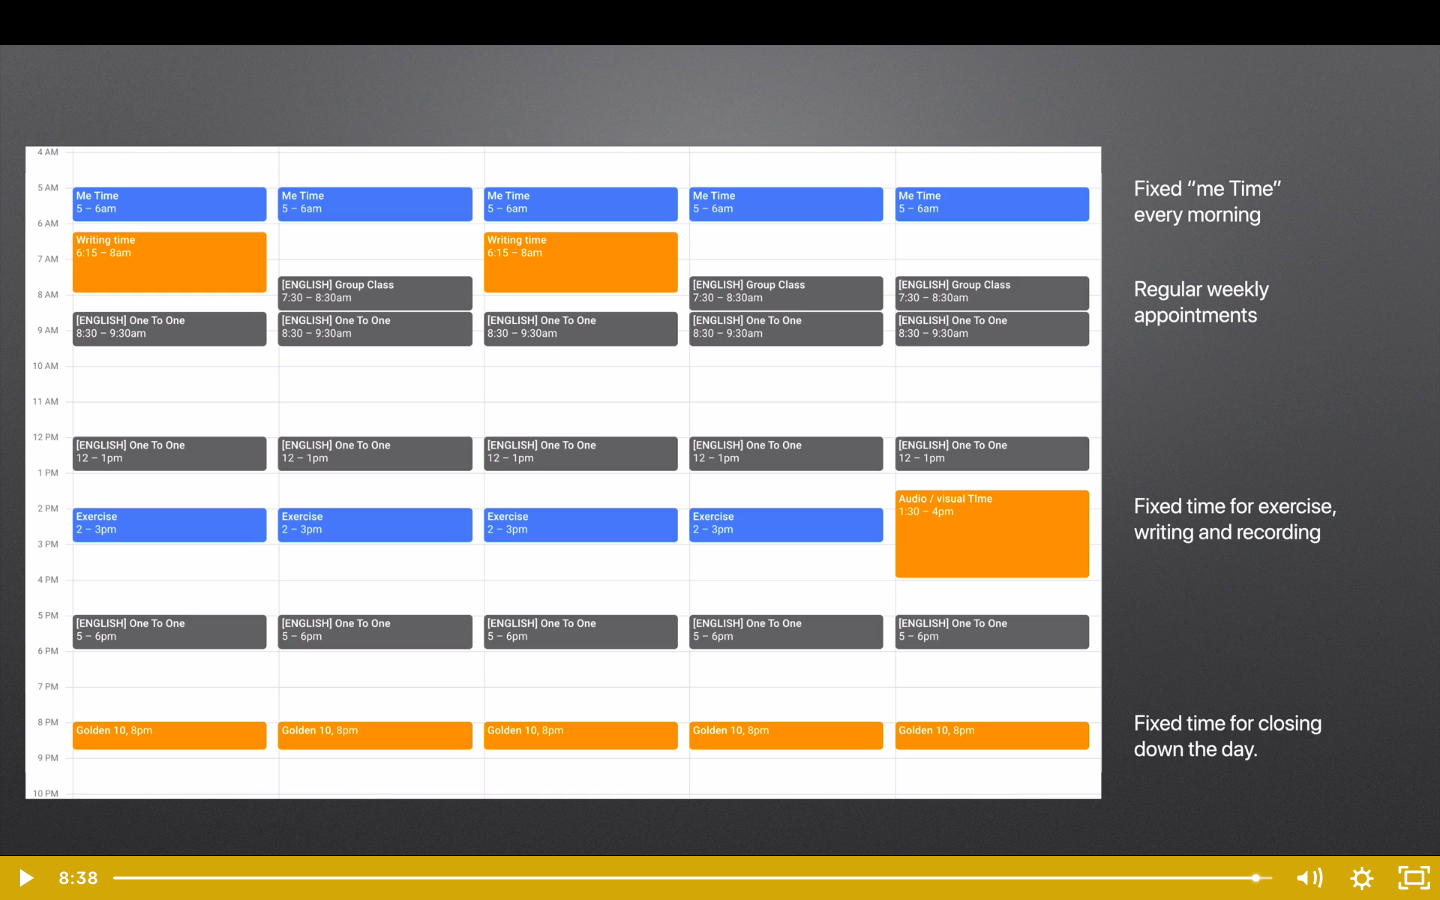 4 AM
5 AM
Me Time
5 – 6am
Me Time
5 – 6am
Me Time
5 – 6am
Me Time
5 – 6am
Me Time
5 – 6am
Fixed “me Time”
every morning
6 AM
Writing time
6:15 – 8am
Writing time
6:15 – 8am
7 AM
[ENGLISH] Group Class
7:30 – 8:30am
[ENGLISH] Group Class
7:30 – 8:30am
[ENGLISH] Group Class
7:30 – 8:30am
Regular weekly
appointments
8 AM
[ENGLISH] One To One
8:30 – 9:30am
[ENGLISH] One To One
8:30 – 9:30am
[ENGLISH] One To One
8:30 – 9:30am
[ENGLISH] One To One
8:30 – 9:30am
[ENGLISH] One To One
8:30 – 9:30am
9 AM
10 AM
11 AM
12 PM
[ENGLISH] One To One
12 – 1pm
[ENGLISH] One To One
12 – 1pm
[ENGLISH] One To One
12 – 1pm
[ENGLISH] One To One
12 – 1pm
[ENGLISH] One To One
12 – 1pm
1 PM
Audio / visual TIme
1:30 – 4pm
2 PM
Exercise
2 – 3pm
Exercise
2 – 3pm
Exercise
2 – 3pm
Exercise
2 – 3pm
Fixed time for exercise,
writing and recording
3 PM
4 PM
5 PM
[ENGLISH] One To One
5 – 6pm
[ENGLISH] One To One
5 – 6pm
[ENGLISH] One To One
5 – 6pm
[ENGLISH] One To One
5 – 6pm
[ENGLISH] One To One
5 – 6pm
6 PM
7 PM
8 PM
Golden 10, 8pm
Golden 10, 8pm
Golden 10, 8pm
Golden 10, 8pm
Golden 10, 8pm
Fixed time for closing
down the day.
9 PM
10 PM
8:38